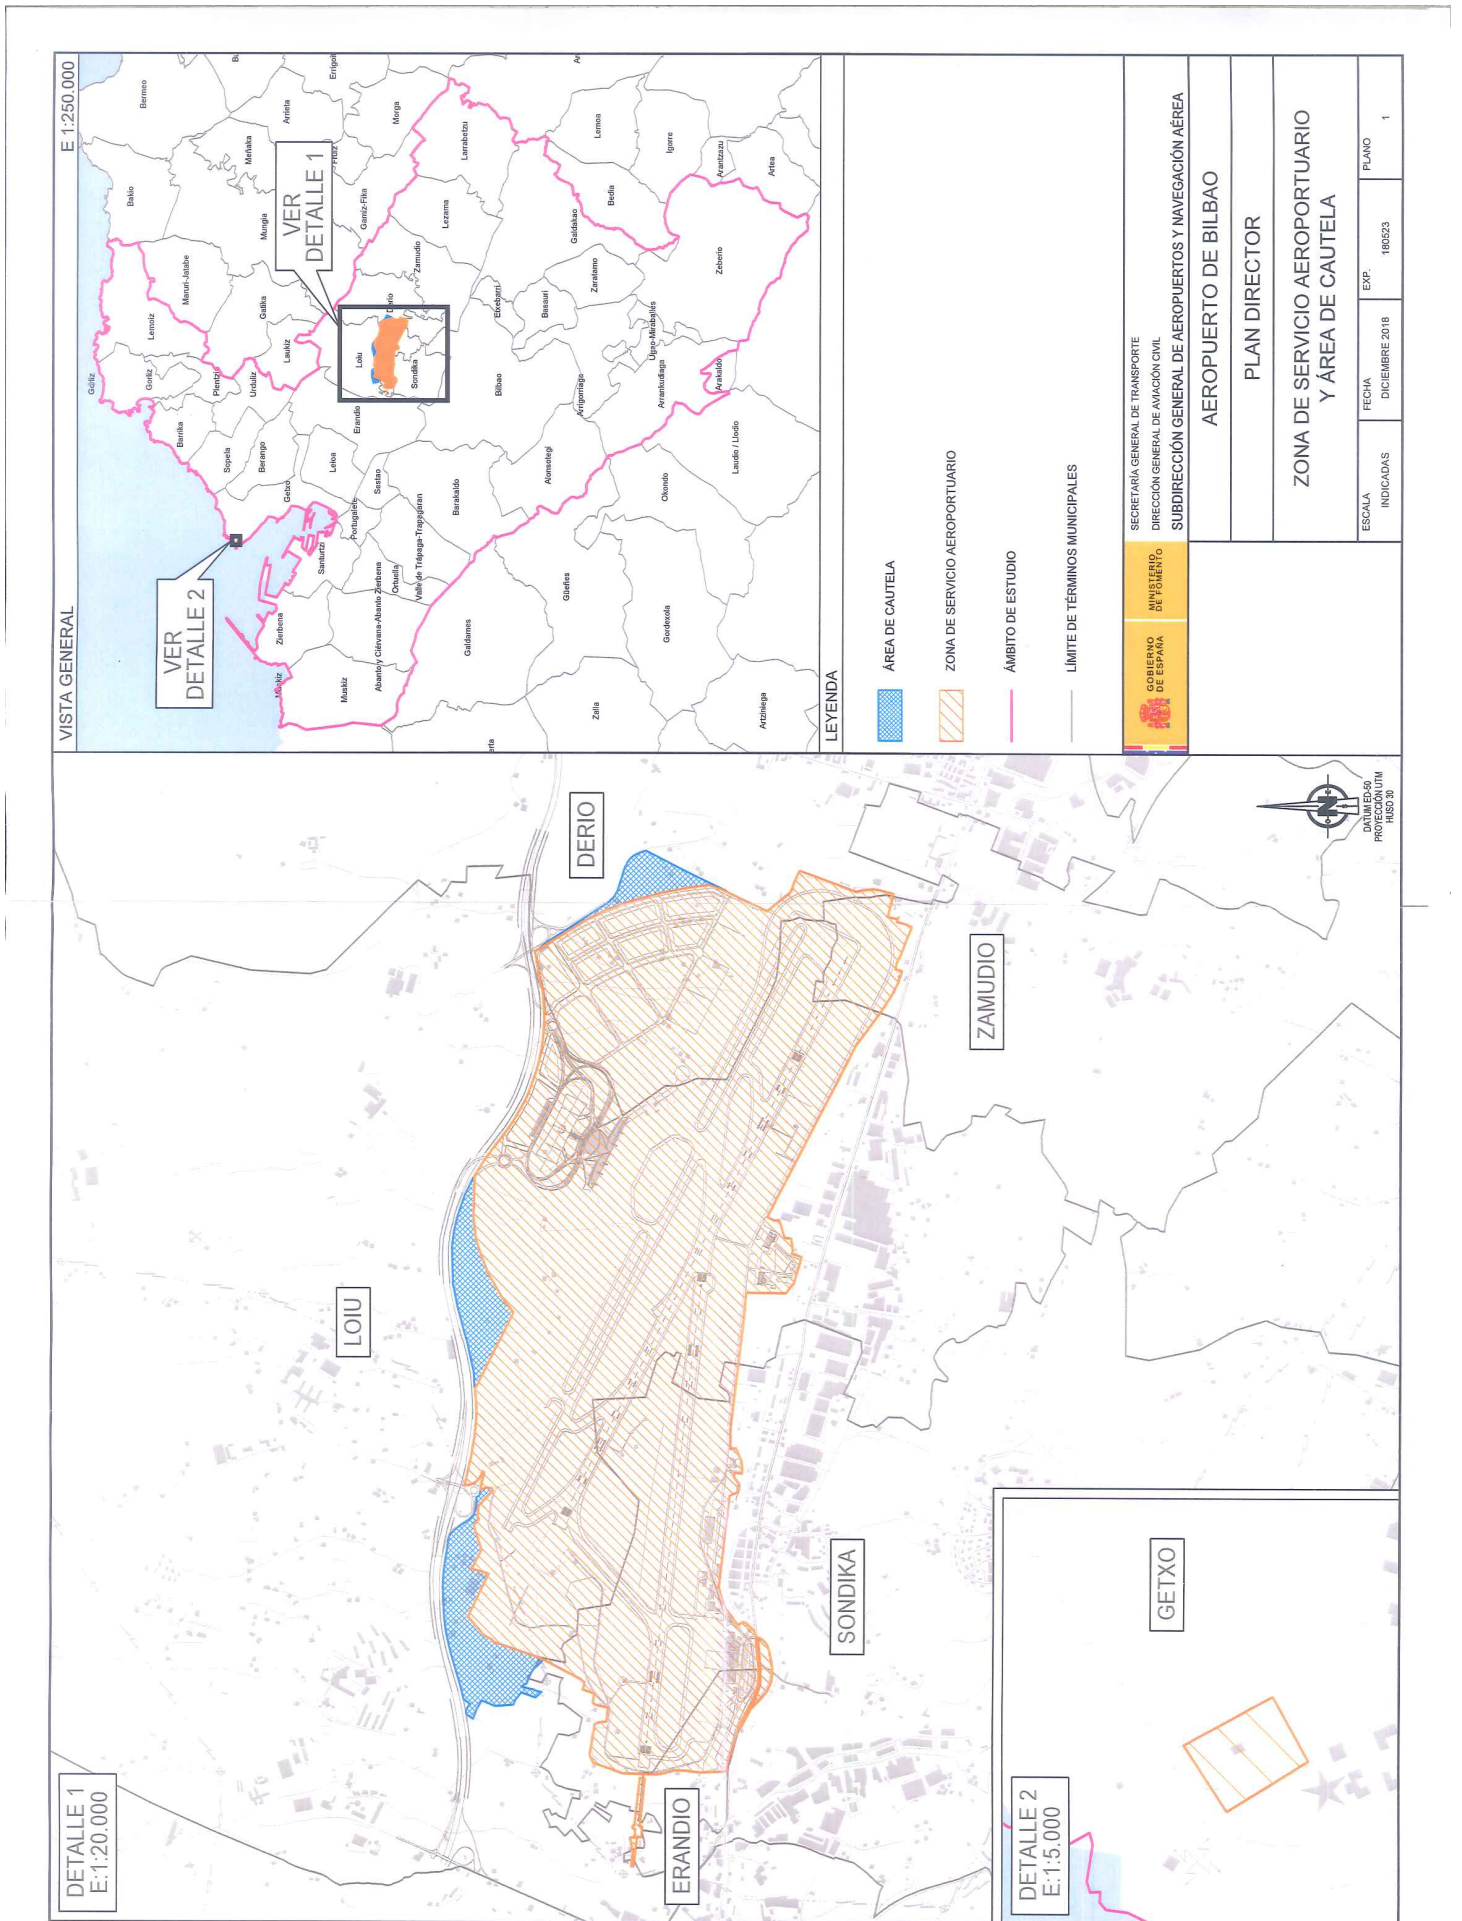 DETALLE 1
E:1:20.000
LOIU
DERIO
ERANDIO
SONDIKA
ZAMUDIO
DETALLE 2
E:1:5.000
GETXO
N
O
E
S
DATUM ED-50
PROYECCIÓN UTM
HUSO 30
VISTA GENERAL
E 1:250.000
VER
DETALLE 2
VER
DETALLE 1
Bermeo
Bakio
Arrieta
Meñaka
Morga
Mungia
Fruiz
Gamiz-Fika
Larrabetzu
Lezama
Zamudio
Derio
Maruri-Jatabe
Lemoiz
Gatika
Laukiz
Górliz
Gorliz
Plentzia
Urduliz
Barrika
Sopela
Berango
Getxo
Leioa
Erandio
Loiu
Sondika
Bilbao
Etxebarri
Basauri
Galdakao
Zaratamo
Bedia
Lemoa
Igorre
Arantzazu
Artea
Zeberio
Ugao-Miraballes
Arrigorriaga
Arrankudiaga
Arakaldo
Laudio / Llodio
Okondo
Alonsotegi
Barakaldo
Sestao
Portugalete
Santurtzi
Ortuella
Valle de Trápaga-Trapagaran
Abanto y Ciérvana-Abanto Zierbena
Zierbena
Muskiz
Muskiz
Galdames
Güeñes
Gordexola
Zalla
Artziniega
LEYENDA
ÁREA DE CAUTELA
ZONA DE SERVICIO AEROPORTUARIO
ÁMBITO DE ESTUDIO
LÍMITE DE TÉRMINOS MUNICIPALES
GOBIERNO
DE ESPAÑA
MINISTERIO
DE FOMENTO
SECRETARÍA GENERAL DE TRANSPORTE
DIRECCIÓN GENERAL DE AVIACIÓN CIVIL
SUBDIRECCIÓN GENERAL DE AEROPUERTOS Y NAVEGACIÓN AÉREA
AEROPUERTO DE BILBAO
PLAN DIRECTOR
ZONA DE SERVICIO AEROPORTUARIO
Y ÁREA DE CAUTELA
ESCALA
INDICADAS
FECHA
DICIEMBRE 2018
EXP.
180523
PLANO
1